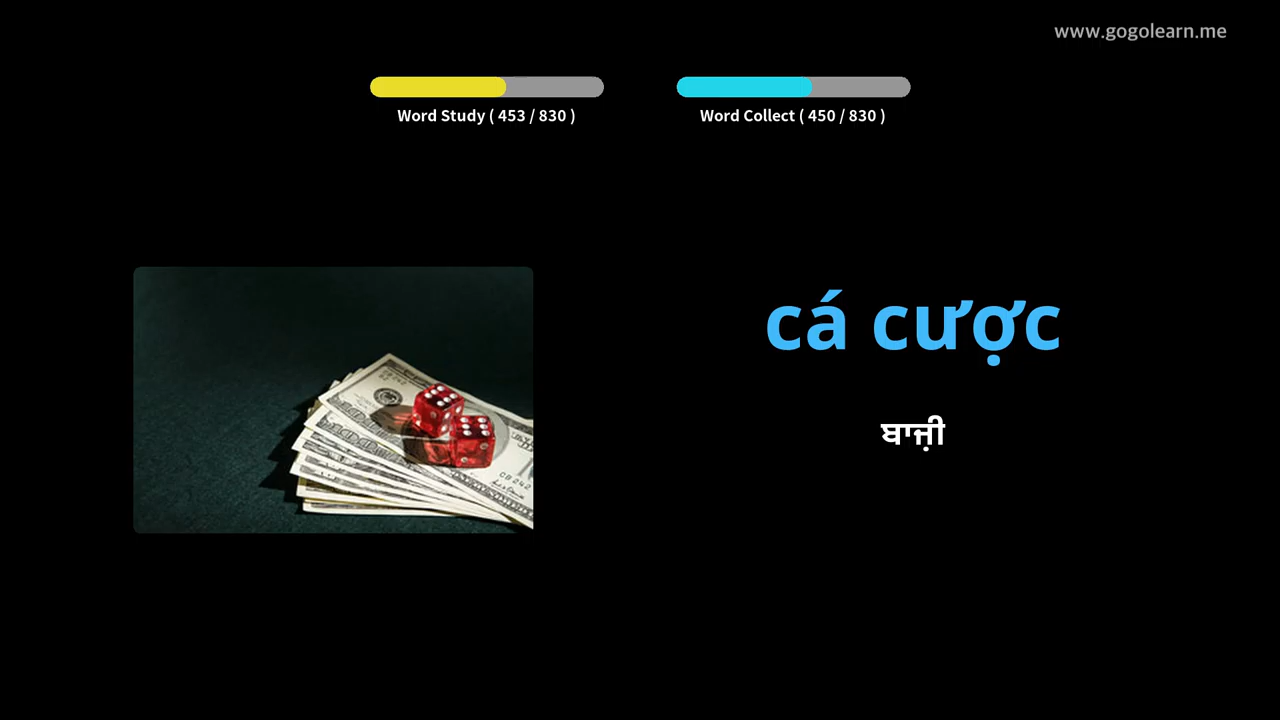 www.gogolearn.me
Word Study ( 453 / 830 )
Word Collect ( 450 / 830 )
cá cược
ਬਾਜ਼ੀ